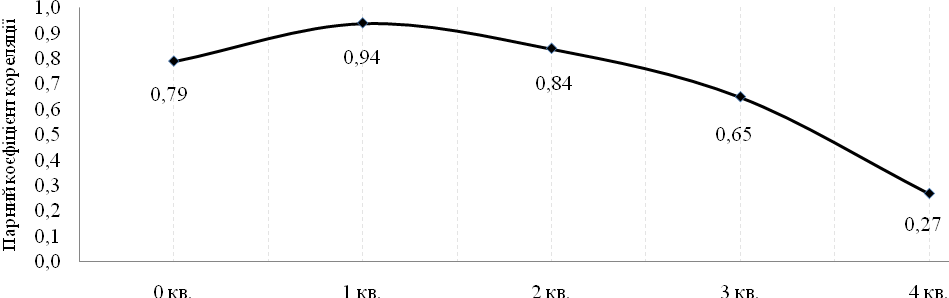 Парний коефіцієнт кореляції
1,0
0,9
0,8
0,7
0,6
0,5
0,4
0,3
0,2
0,1
0,0
0,79
0,94
0,84
0,65
0,27
0 кв.
1 кв.
2 кв.
3 кв.
4 кв.